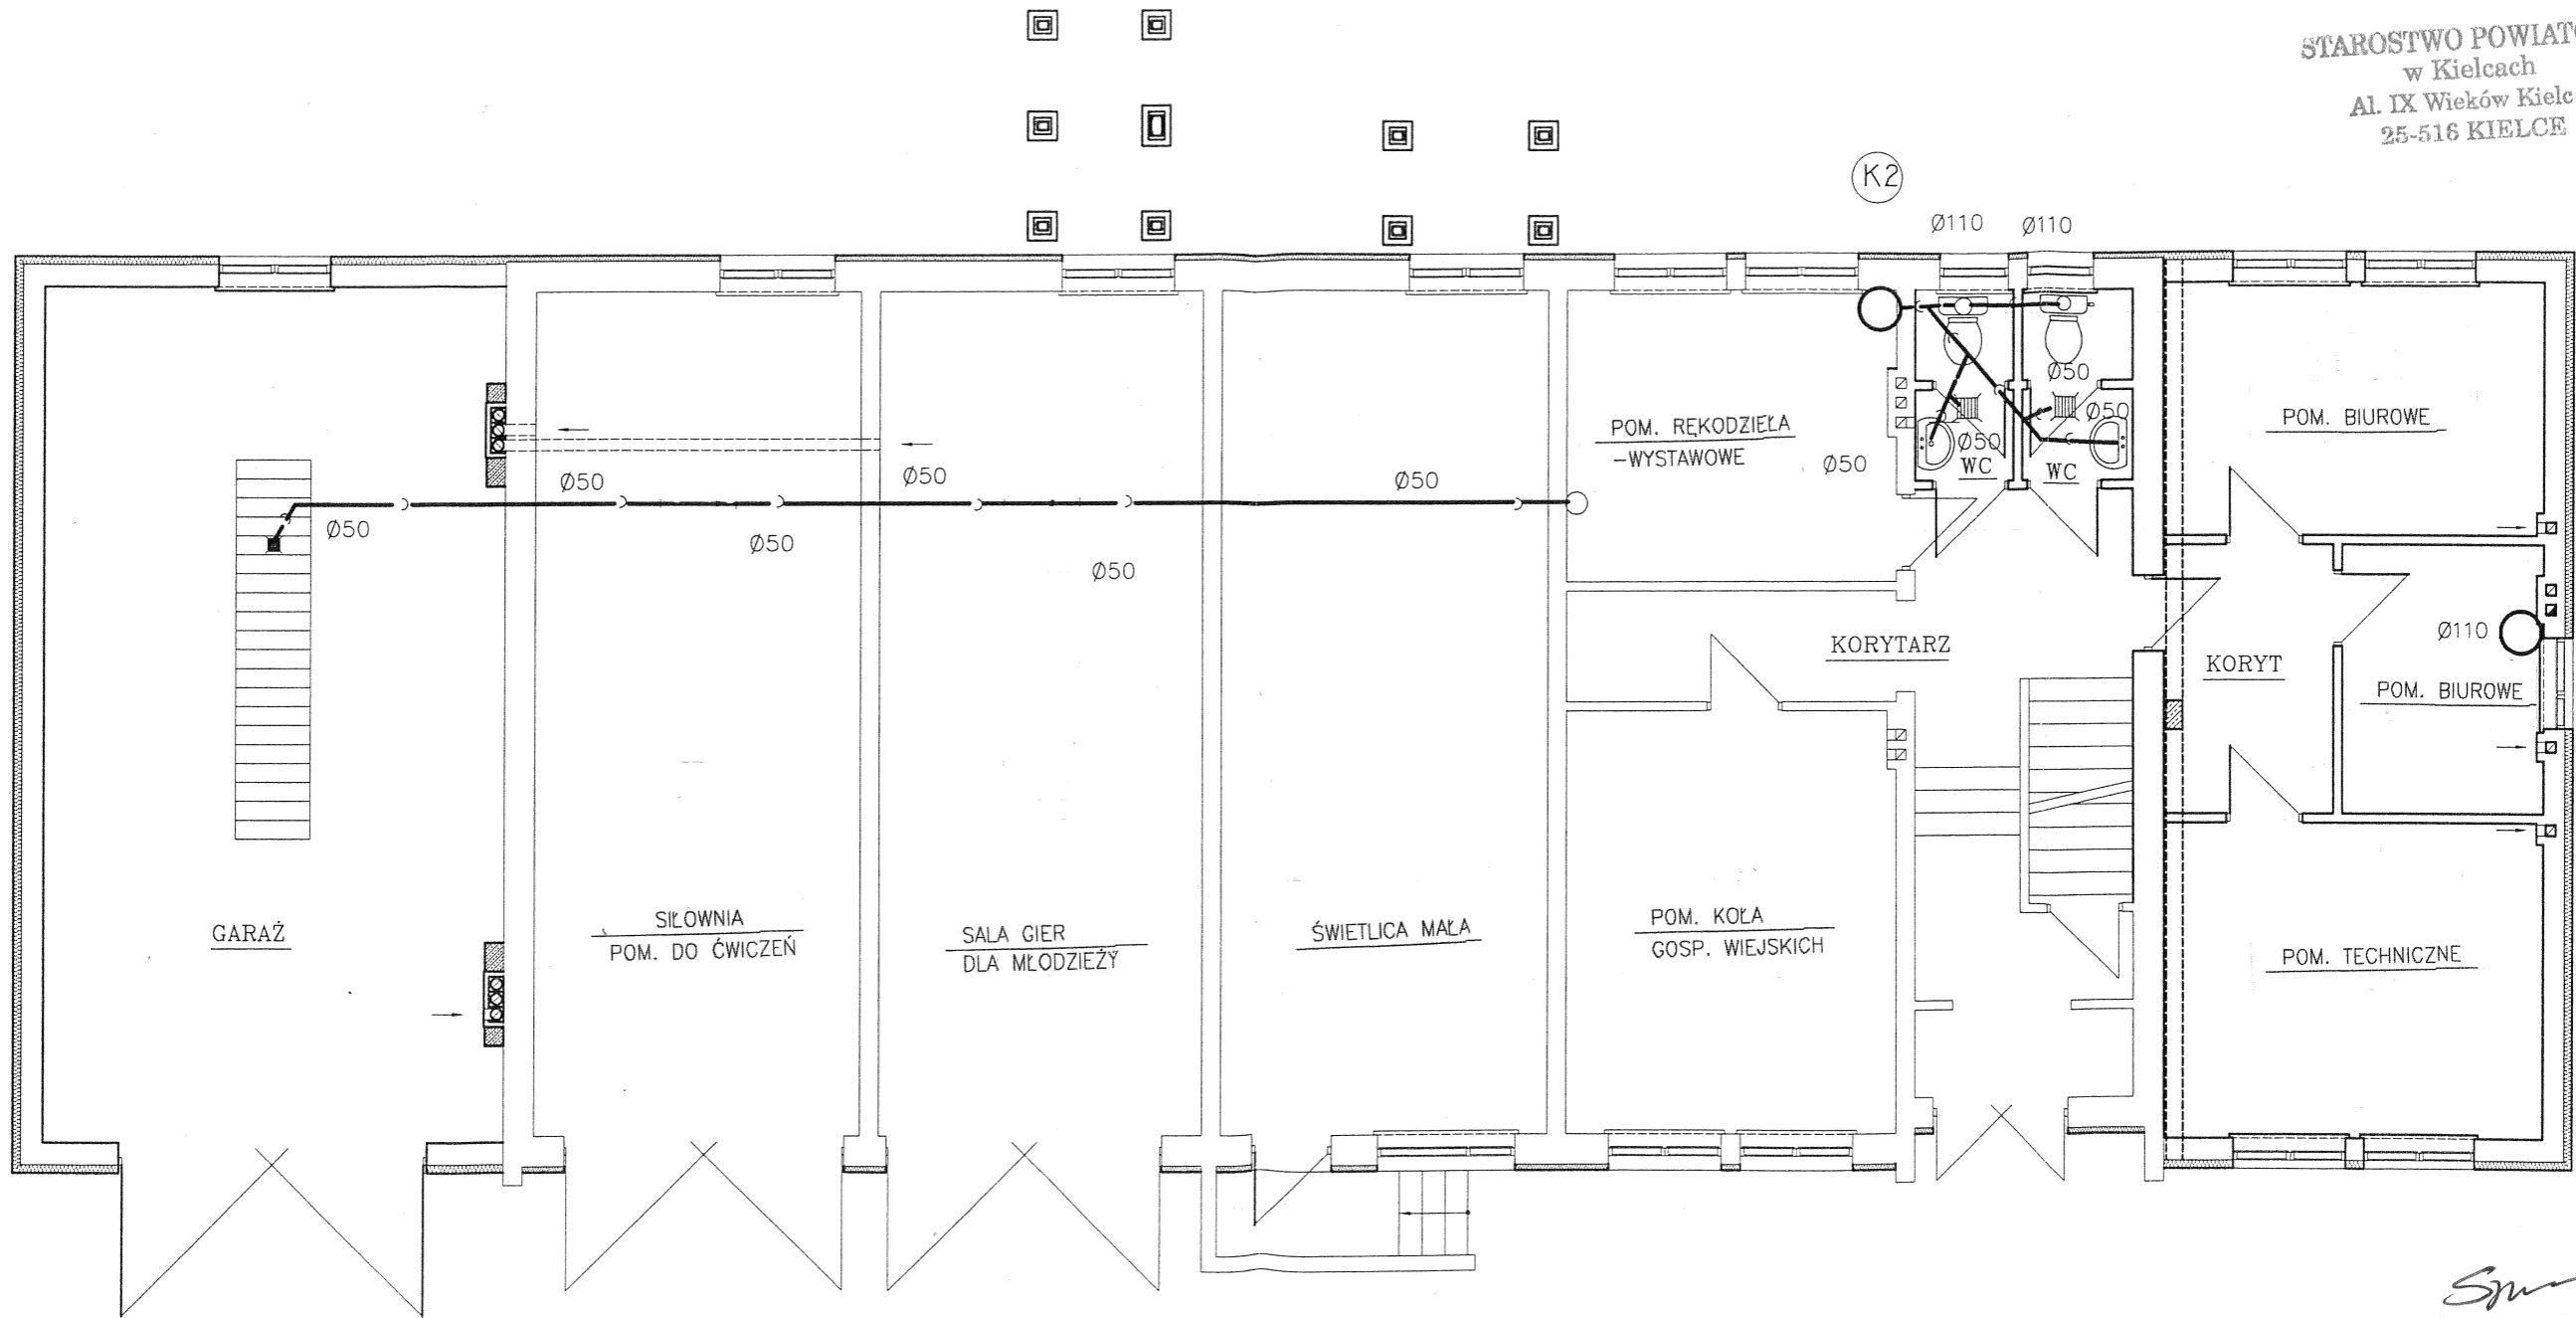 STAROSTWO
w Kielcach
Al. IX Wieków Kielc
25-516 KIELCE
K2
Ø110 Ø110
Ø50
Ø50
POM. BIUROWE
POM. RĘKODZIEŁA
-WYSTAWOWE
Ø50
WC
WC
Ø50
Ø50
Ø50
Ø50
Ø50
Ø50
Ø50
KORYTARZ
Ø110
KORYT
POM. BIUROWE
GARAŻ
SIŁOWNIA
POM. DO ĆWICZEŃ
SALA GIER
DLA MŁODZIEŻY
ŚWIETLICA MAŁA
POM. KOŁA
GOSP. WIEJSKICH
POM. TECHNICZNE